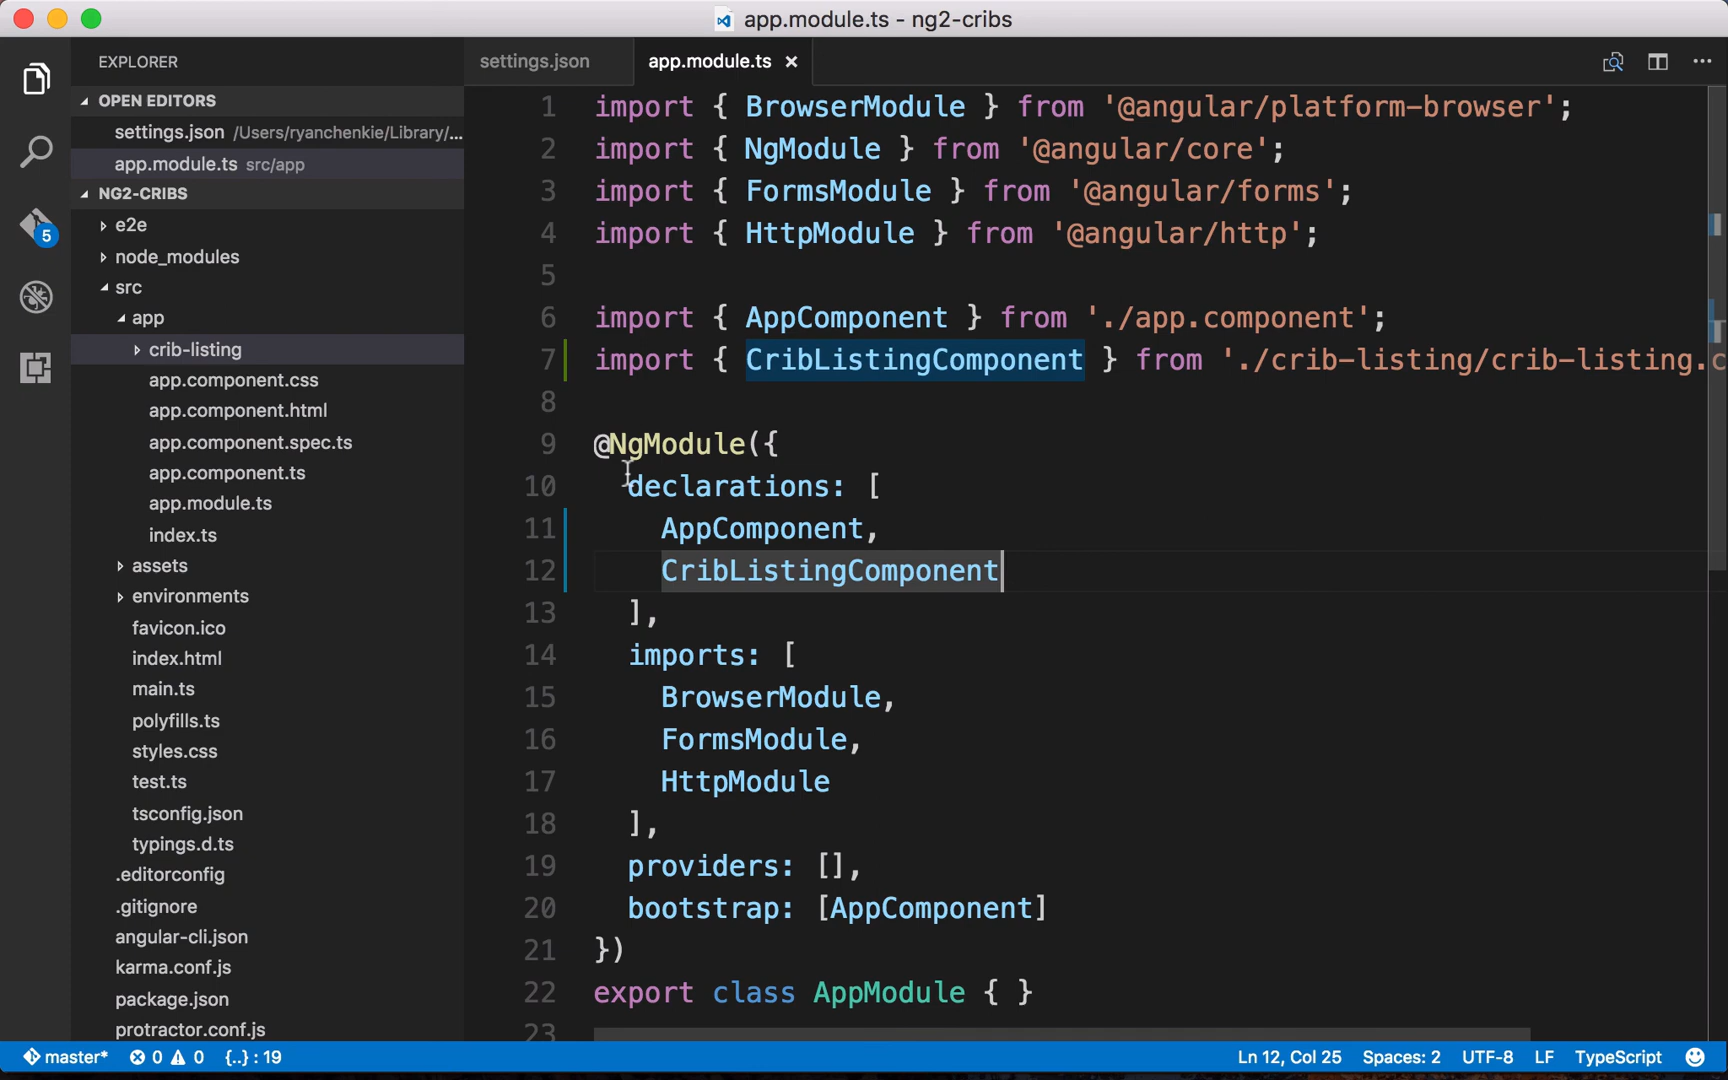 app.module.ts - ng2-cribs
EXPLORER
OPEN EDITORS
settings.json /Users/ryanchenkie/Library/...
app.module.ts src/app
NG2-CRIBS
e2e
node_modules
src
app
crib-listing
app.component.css
app.component.html
app.component.spec.ts
app.component.ts
app.module.ts
index.ts
assets
environments
favicon.ico
index.html
main.ts
polyfills.ts
styles.css
test.ts
tsconfig.json
typings.d.ts
.editorconfig
.gitignore
angular-cli.json
karma.conf.js
package.json
protractor.conf.js
5
settings.json
app.module.ts ×
1 import { BrowserModule } from '@angular/platform-browser';
2 import { NgModule } from '@angular/core';
3 import { FormsModule } from '@angular/forms';
4 import { HttpModule } from '@angular/http';
5
6 import { AppComponent } from './app.component';
7 import { CribListingComponent } from './crib-listing/crib-listing.c
8
9 @NgModule({
10 declarations: [
11 AppComponent,
12 CribListingComponent
13 ],
14 imports: [
15 BrowserModule,
16 FormsModule,
17 HttpModule
18 ],
19 providers: [],
20 bootstrap: [AppComponent]
21 })
22 export class AppModule { }
23
master* 0 0 {..} : 19
Ln 12, Col 25 Spaces: 2 UTF-8 LF TypeScript